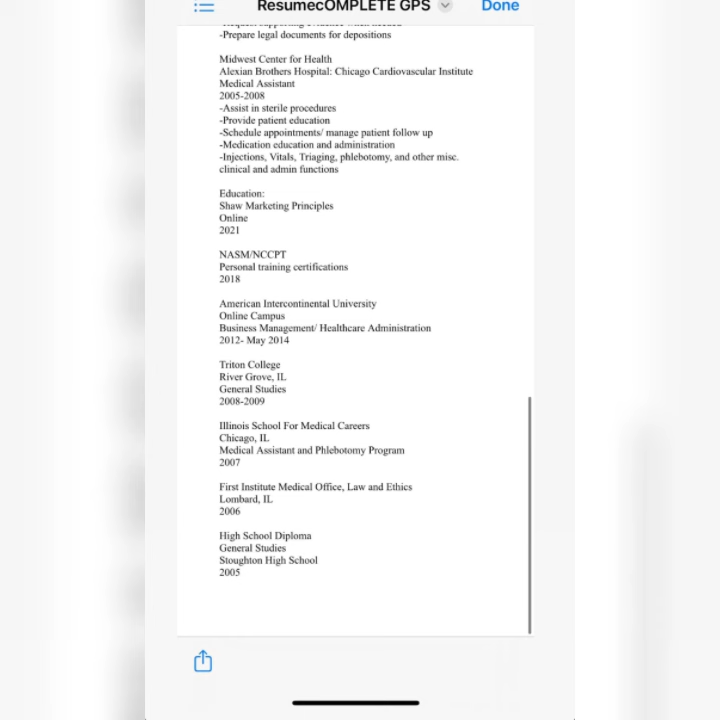 ResumecOMPLETE GPS
Done
-Request supporting evidence when needed
-Prepare legal documents for depositions
Midwest Center for Health
Alexian Brothers Hospital: Chicago Cardiovascular Institute
Medical Assistant
2005-2008
-Assist in sterile procedures
-Provide patient education
-Schedule appointments/ manage patient follow up
-Medication education and administration
-Injections, Vitals, Triaging, phlebotomy, and other misc.
clinical and admin functions
Education:
Shaw Marketing Principles
Online
2021
NASM/NCCPT
Personal training certifications
2018
American Intercontinental University
Online Campus
Business Management/ Healthcare Administration
2012- May 2014
Triton College
River Grove, IL
General Studies
2008-2009
Illinois School For Medical Careers
Chicago, IL
Medical Assistant and Phlebotomy Program
2007
First Institute Medical Office, Law and Ethics
Lombard, IL
2006
High School Diploma
General Studies
Stoughton High School
2005